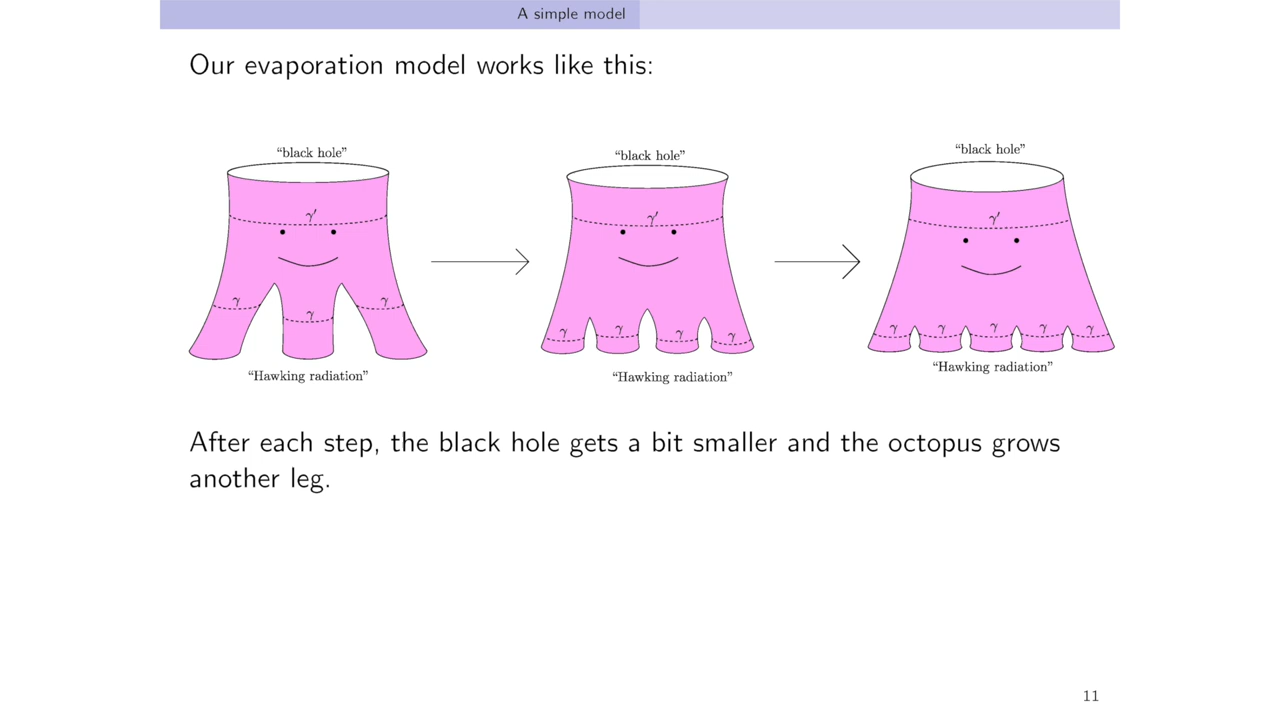 A simple model
Our evaporation model works like this:
“black hole”
“black hole”
“black hole”
γ′
γ′
γ′
γ
γ
γ
γ
γ
γ
γ
γ
γ
γ
γ
γ
“Hawking radiation”
“Hawking radiation”
“Hawking radiation”
After each step, the black hole gets a bit smaller and the octopus grows
another leg.
11